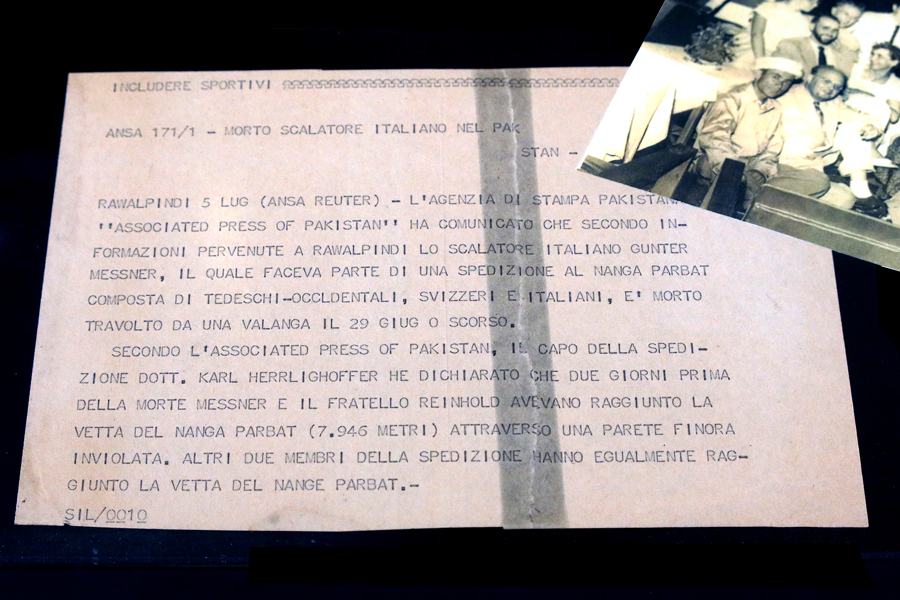 INCLUDERE SPORTIVI
ANSA 171/1 - MORTO SCALATORE ITALIANO NEL PAK
STAN -
RAWALPINDI 5 LUG (ANSA REUTER) - L'AGENZIA DI STAMPA PAKISTAN
''ASSOCIATED PRESS OF PAKISTAN'' HA COMUNICATO CHE SECONDO IN-
FORMAZIONI PERVENUTE A RAWALPINDI LO SCALATORE ITALIANO GUNTER
MESSNER, IL QUALE FACEVA PARTE DI UNA SPEDIZIONE AL NANGA PARBAT
COMPOSTA DI TEDESCHI-OCCLDENTALI, SVIZZERI E ITALIANI, E' MORTO
TRAVOLTO DA UNA VALANGA IL 29 GIUG O SCORSO.
SECONDO L'ASSOCIATED PRESS OF PAKISTAN, IL CAPO DELLA SPEDI-
ZIONE DOTT. KARL HERRLIGHOFFER HE DICHIARATO CHE DUE GIORNI PRIMA
DELLA MORTE MESSNER E IL FRATELLO REINHOLD AVEVANO RAGGIUNTO LA
VETTA DEL NANGA PARBAT (7.946 METRI) ATTRAVERSO UNA PARETE FINORA
INVIOLATA. ALTRI DUE MEMBRI DELLA SPEDIZIONE HANNO EGUALMENTE RAG-
GIUNTO LA VETTA DEL NANGE PARBAT.-
SIL/0010